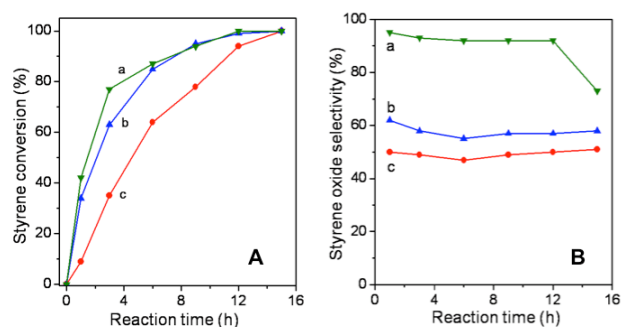 Styrene conversion (%)
100
80
60
40
20
0
a
b
c
A
0 4 8 12 16
Reaction time (h)
Styrene oxide selectivity (%)
100
80
60
40
20
0
a
b
c
B
0 4 8 12 16
Reaction time (h)